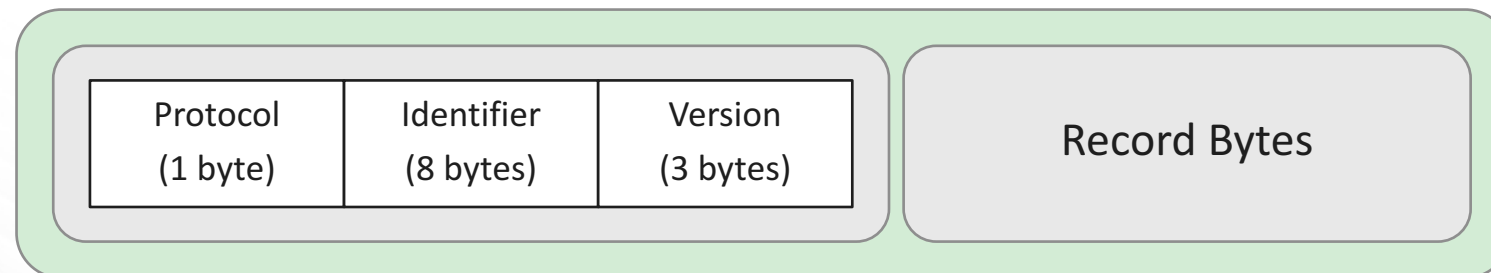 Protocol
(1 byte)
Identifier
(8 bytes)
Version
(3 bytes)
Record Bytes